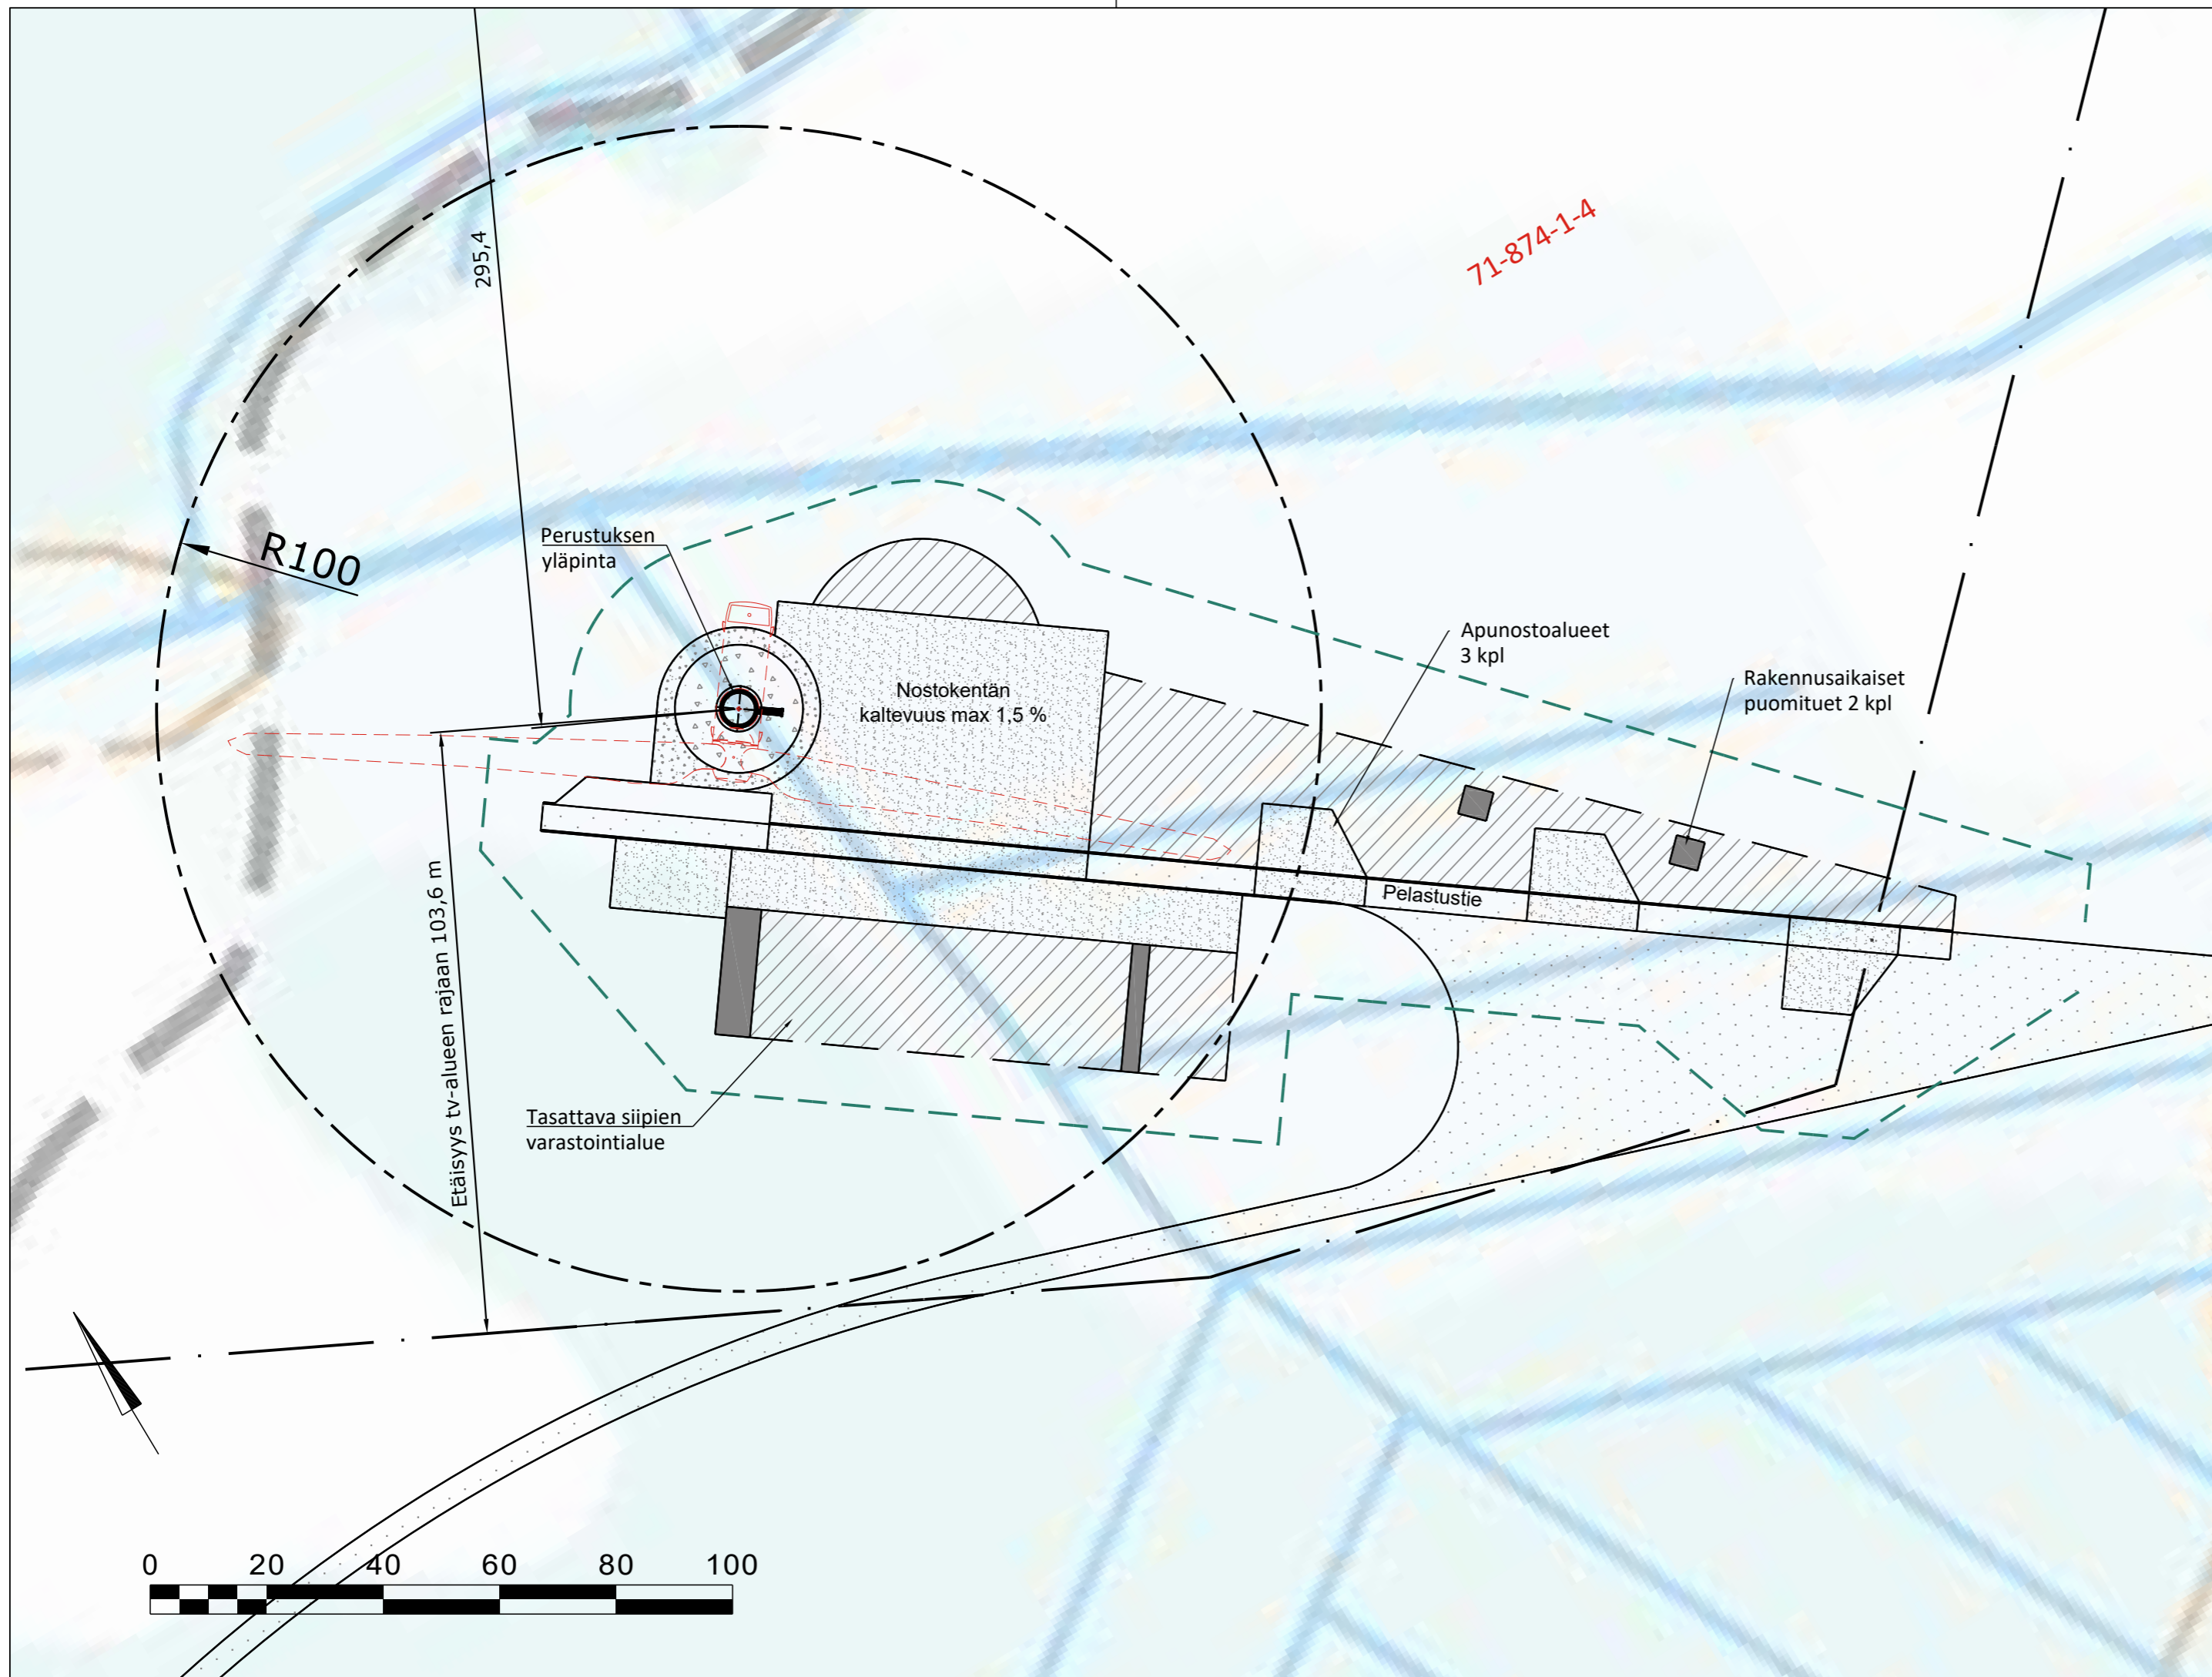 295,4
71-874-1-4
R100
Perustuksen
yläpinta
Apunostoalueet
3 kpl
Nostokentän
kaltevuus max 1,5 %
Rakennusaikaiset
puomituet 2 kpl
Pelastustie
Etäisyys tv-alueen rajaan 103,6 m
Tasattava siipien
varastointialue
0 20 40 60 80 100